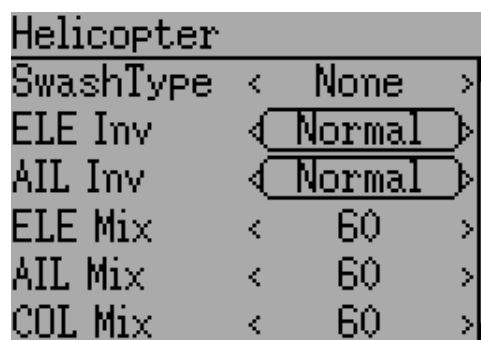 Helicopter
SwashType < None >
ELE Inv < Normal >
AIL Inv < Normal >
ELE Mix < 60 >
AIL Mix < 60 >
COL Mix < 60 >